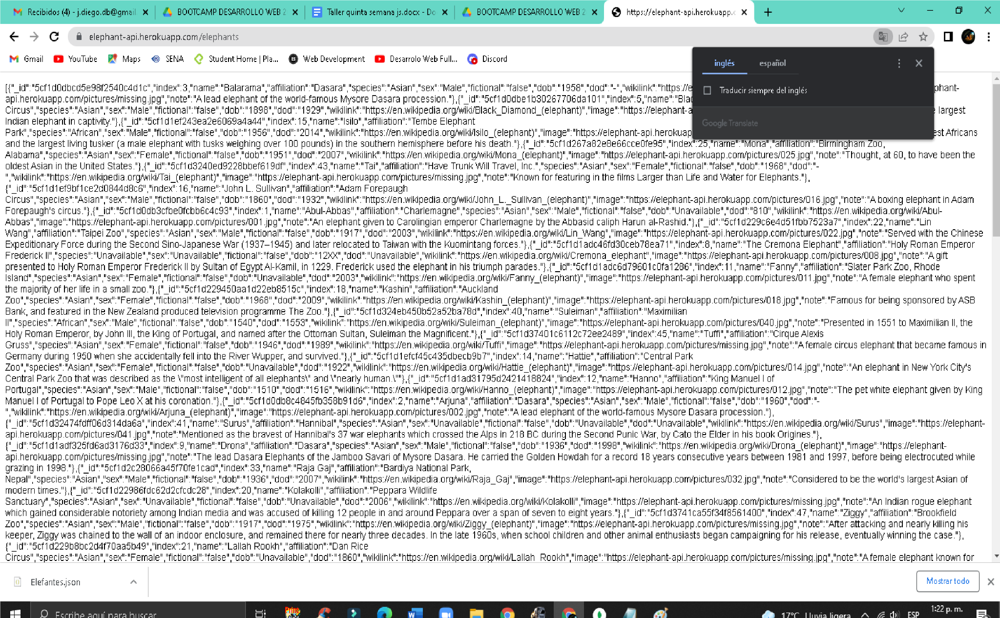 Recibidos (4) - j.diego.db@gmail.
BOOTCAMP DESARROLLO WEB 2
Taller quinta semana js.docx - Do
BOOTCAMP DESARROLLO WEB 2
https://elephant-api.herokuapp.c
elephant-api.herokuapp.com/elephants
Gmail
YouTube
Maps
SENA
Student Home | Pla...
Web Development
Desarrolo Web Full...
Discord
inglés
español
Traducir siempre del inglés
Google Translate
[{"_id":"5cf1d0dbcd5e98f2540c4d1c","index":3,"name":"Balarama","affiliation":"Dasara","species":"Asian","sex":"Male","fictional":"false","dob":"1958","dod":"-","wikilink":"https://e phant-
api.herokuapp.com/pictures/missing.jpg","note":"A lead elephant of the world-famous Mysore Dasara procession."},{"_id":"5cf1d0dbe1b30267706da101","index":5,"name":"Blac
Circus","species":"Asian","sex":"Male","fictional":"false","dob":"1898","dod":"1929","wikilink":"https://en.wikipedia.org/wiki/Black_Diamond_(elephant)","image":"https://elephant-a e largest
Indian elephant in captivity."},{"_id":"5cf1d1ef243ea2e6069a4a44","index":15,"name":"Isilo","affiliation":"Tembe Elephant
Park","species":"African","sex":"Male","fictional":"false","dob":"1956","dod":"2014","wikilink":"https://en.wikipedia.org/wiki/Isilo_(elephant)","image":"https://elephant-api.herokuap est Africans
and the largest living tusker (a male elephant with tusks weighing over 100 pounds) in the southern hemisphere before his death."},{"_id":"5cf1d267a82e8e66cce0fe95","index":25,"name":"Mona","affiliation":"Birmingham Zoo,
Alabama","species":"Asian","sex":"Female","fictional":"false","dob":"1951","dod":"2007","wikilink":"https://en.wikipedia.org/wiki/Mona_(elephant)","image":"https://elephant-api.herokuapp.com/pictures/025.jpg","note":"Thought, at 60, to have been the
oldest Asian in the United States."},{"_id":"5cf1d3240ed9228bbef619df","index":43,"name":"Tai","affiliation":"Have Trunk Will Travel, Inc.","species":"Asian","sex":"Female","fictional":"false","dob":"1968","dod":"-
","wikilink":"https://en.wikipedia.org/wiki/Tai_(elephant)","image":"https://elephant-api.herokuapp.com/pictures/missing.jpg","note":"Known for featuring in the films Larger than Life and Water for Elephants."},
{"_id":"5cf1d1ef9bf1ce2d0844d8c6","index":16,"name":"John L. Sullivan","affiliation":"Adam Forepaugh
Circus","species":"Asian","sex":"Male","fictional":"false","dob":"1860","dod":"1932","wikilink":"https://en.wikipedia.org/wiki/John_L._Sullivan_(elephant)","image":"https://elephant-api.herokuapp.com/pictures/016.jpg","note":"A boxing elephant in Adam
Forepaugh's circus."},{"_id":"5cf1d0db3cfbe0fcbb6c4c93","index":1,"name":"Abul-Abbas","affiliation":"Charlemagne","species":"Asian","sex":"Male","fictional":"false","dob":"Unavailable","dod":"810","wikilink":"https://en.wikipedia.org/wiki/Abul-
Abbas","image":"https://elephant-api.herokuapp.com/pictures/001.jpg","note":"An elephant given to Carolingian emperor Charlemagne by the Abbasid caliph Harun al-Rashid."},{"_id":"5cf1d229c6e4d51fbb7523a7","index":22,"name":"Lin
Wang","affiliation":"Taipei Zoo","species":"Asian","sex":"Male","fictional":"false","dob":"1917","dod":"2003","wikilink":"https://en.wikipedia.org/wiki/Lin_Wang","image":"https://elephant-api.herokuapp.com/pictures/022.jpg","note":"Served with the Chinese
Expeditionary Force during the Second Sino-Japanese War (1937–1945) and later relocated to Taiwan with the Kuomintang forces."},{"_id":"5cf1d1adc46fd30ceb78ea71","index":8,"name":"The Cremona Elephant","affiliation":"Holy Roman Emperor
Frederick II","species":"Unavailable","sex":"Unavailable","fictional":"false","dob":"12XX","dod":"Unavailable","wikilink":"https://en.wikipedia.org/wiki/Cremona_elephant","image":"https://elephant-api.herokuapp.com/pictures/008.jpg","note":"A gift
presented to Holy Roman Emperor Frederick II by Sultan of Egypt Al-Kamil, in 1229. Frederick used the elephant in his triumph parades."},{"_id":"5cf1d1adc6d79601c0fa1286","index":11,"name":"Fanny","affiliation":"Slater Park Zoo, Rhode
Island","species":"Asian","sex":"Female","fictional":"false","dob":"Unavailable","dod":"2003","wikilink":"https://en.wikipedia.org/wiki/Fanny_(elephant)","image":"https://elephant-api.herokuapp.com/pictures/011.jpg","note":"A female elephant who spent
the majority of her life in a small zoo."},{"_id":"5cf1d229450aa1d22eb8515c","index":18,"name":"Kashin","affiliation":"Auckland
Zoo","species":"Asian","sex":"Female","fictional":"false","dob":"1968","dod":"2009","wikilink":"https://en.wikipedia.org/wiki/Kashin_(elephant)","image":"https://elephant-api.herokuapp.com/pictures/018.jpg","note":"Famous for being sponsored by ASB
Bank, and featured in the New Zealand produced television programme The Zoo."},{"_id":"5cf1d324eb450b52a52ba78d","index":40,"name":"Suleiman","affiliation":"Maximilian
II","species":"African","sex":"Male","fictional":"false","dob":"1540","dod":"1553","wikilink":"https://en.wikipedia.org/wiki/Suleiman_(elephant)","image":"https://elephant-api.herokuapp.com/pictures/040.jpg","note":"Presented in 1551 to Maximilian II, the
Holy Roman Emperor, by John III, the King of Portugal, and named after the Ottoman Sultan, Suleiman the Magnificent."},{"_id":"5cf1d37401c6112c72ee2489","index":45,"name":"Tuffi","affiliation":"Cirque Alexis
Gruss","species":"Asian","sex":"Female","fictional":"false","dob":"1946","dod":"1989","wikilink":"https://en.wikipedia.org/wiki/Tuffi","image":"https://elephant-api.herokuapp.com/pictures/missing.jpg","note":"A female circus elephant that became famous in
Germany during 1950 when she accidentally fell into the River Wupper, and survived."},{"_id":"5cf1d1efcf45c435dbecb9b7","index":14,"name":"Hattie","affiliation":"Central Park
Zoo","species":"Asian","sex":"Female","fictional":"false","dob":"Unavailable","dod":"1922","wikilink":"https://en.wikipedia.org/wiki/Hattie_(elephant)","image":"https://elephant-api.herokuapp.com/pictures/014.jpg","note":"An elephant in New York City's
Central Park Zoo that was described as the \"most intelligent of all elephants\" and \"nearly human.\""},{"_id":"5cf1d1ad31795d2421418824","index":12,"name":"Hanno","affiliation":"King Manuel I of
Portugal","species":"Asian","sex":"Male","fictional":"false","dob":"1510","dod":"1516","wikilink":"https://en.wikipedia.org/wiki/Hanno_(elephant)","image":"https://elephant-api.herokuapp.com/pictures/012.jpg","note":"The pet white elephant given by King
Manuel I of Portugal to Pope Leo X at his coronation."},{"_id":"5cf1d0db8c4845fb358b91d6","index":2,"name":"Arjuna","affiliation":"Dasara","species":"Asian","sex":"Male","fictional":"false","dob":"1960","dod":"-
","wikilink":"https://en.wikipedia.org/wiki/Arjuna_(elephant)","image":"https://elephant-api.herokuapp.com/pictures/002.jpg","note":"A lead elephant of the world-famous Mysore Dasara procession."},
{"_id":"5cf1d32474fdff06d314da6a","index":41,"name":"Surus","affiliation":"Hannibal","species":"Asian","sex":"Unavailable","fictional":"false","dob":"Unavailable","dod":"Unavailable","wikilink":"https://en.wikipedia.org/wiki/Surus","image":"https://elephant-
api.herokuapp.com/pictures/041.jpg","note":"Mentioned as the bravest of Hannibal's 37 war elephants which crossed the Alps in 218 BC during the Second Punic War, by Cato the Elder in his book Origines."},
{"_id":"5cf1d1adf325fd6ad3176d33","index":9,"name":"Drona","affiliation":"Dasara","species":"Asian","sex":"Male","fictional":"false","dob":"1936","dod":"1998","wikilink":"https://en.wikipedia.org/wiki/Drona_(elephant)","image":"https://elephant-
api.herokuapp.com/pictures/missing.jpg","note":"The lead Dasara Elephants of the Jamboo Savari of Mysore Dasara. He carried the Golden Howdah for a record 18 years consecutive years between 1981 and 1997, before being electrocuted while
grazing in 1998."},{"_id":"5cf1d2c28066a45f70fe1cad","index":33,"name":"Raja Gaj","affiliation":"Bardiya National Park,
Nepal","species":"Asian","sex":"Male","fictional":"false","dob":"1936","dod":"2007","wikilink":"https://en.wikipedia.org/wiki/Raja_Gaj","image":"https://elephant-api.herokuapp.com/pictures/032.jpg","note":"Considered to be the world's largest Asian of
modern times."},{"_id":"5cf1d22986fdc62d2cfcdc28","index":20,"name":"Kolakolli","affiliation":"Peppara Wildlife
Sanctuary","species":"Asian","sex":"Unavailable","fictional":"false","dob":"Unavailable","dod":"2006","wikilink":"https://en.wikipedia.org/wiki/Kolakolli","image":"https://elephant-api.herokuapp.com/pictures/missing.jpg","note":"An Indian rogue elephant
which gained considerable notoriety among Indian media and was accused of killing 12 people in and around Peppara over a span of seven to eight years."},{"_id":"5cf1d3741ca55f34f8561400","index":47,"name":"Ziggy","affiliation":"Brookfield
Zoo","species":"Asian","sex":"Male","fictional":"false","dob":"1917","dod":"1975","wikilink":"https://en.wikipedia.org/wiki/Ziggy_(elephant)","image":"https://elephant-api.herokuapp.com/pictures/missing.jpg","note":"After attacking and nearly killing his
keeper, Ziggy was chained to the wall of an indoor enclosure, and remained there for nearly three decades. In the late 1960s, when school children and other animal enthusiasts began campaigning for his release, eventually winning the case."},
{"_id":"5cf1d229b8bc2d4f70aa5b49","index":21,"name":"Lallah Rookh","affiliation":"Dan Rice
Circus","species":"Asian","sex":"Female","fictional":"false","dob":"Unavailable","dod":"1860","wikilink":"https://en.wikipedia.org/wiki/Lallah_Rookh","image":"https://elephant-api.herokuapp.com/pictures/missing.jpg","note":"A female elephant known for
Elefantes.json
Mostrar todo
Escribe aquí para buscar
17°C Lluvia ligera
ESP
1:22 p. m.